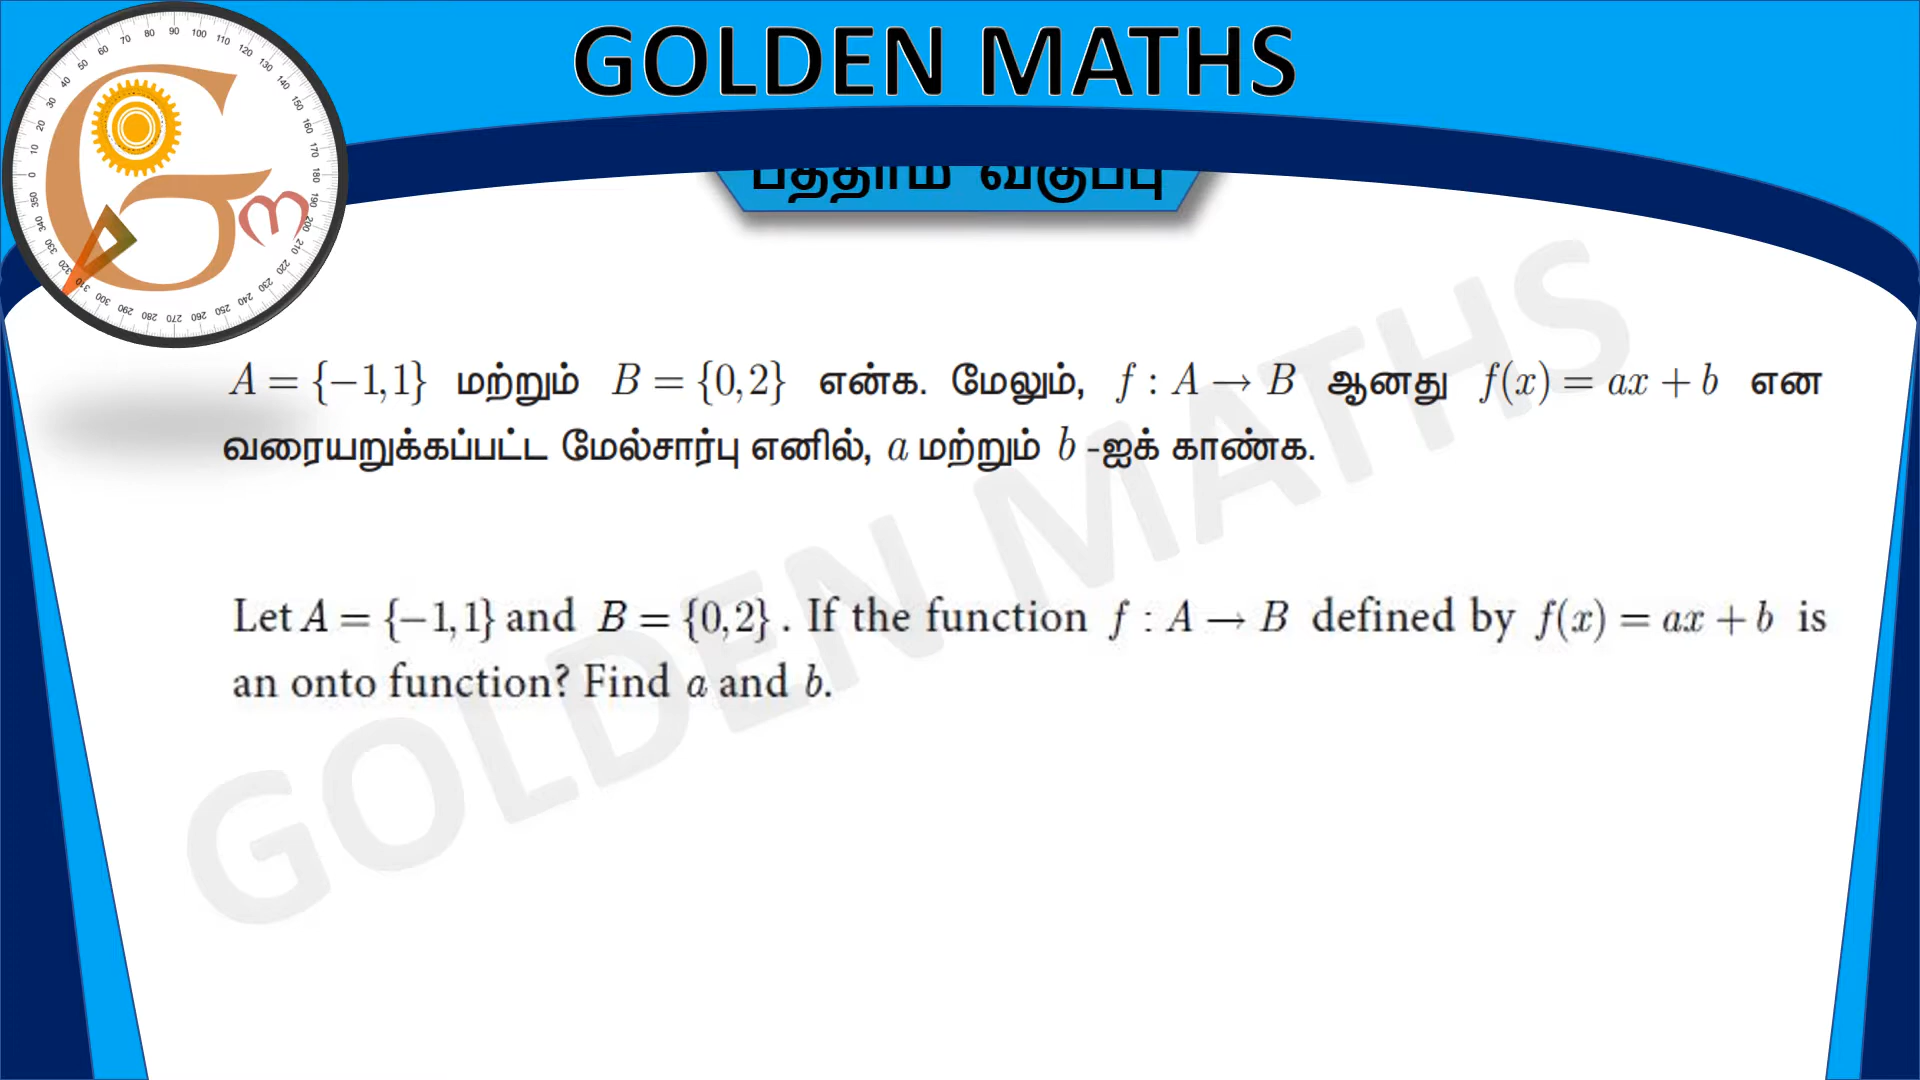 GOLDEN MATHS
பத்தாம் வகுப்பு
A = {−1,1} மற்றும் B = {0,2} என்க. மேலும், f : A → B ஆனது f(x) = ax + b என
வரையறுக்கப்பட்ட மேல்சார்பு எனில், a மற்றும் b -ஐக் காண்க.
Let A = {−1,1} and B = {0,2} . If the function f : A → B defined by f(x) = ax + b is
an onto function? Find a and b.
GOLDEN MATHS